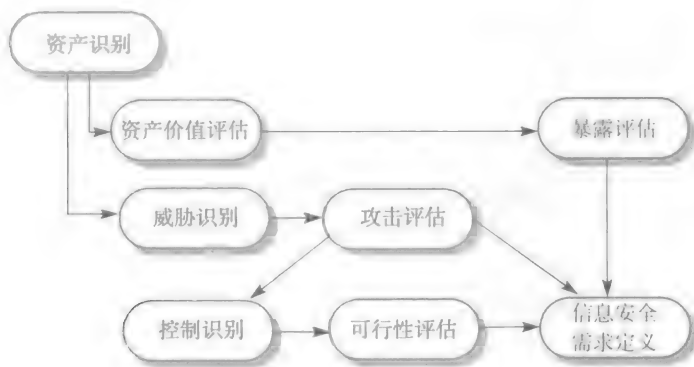 资产识别
资产价值评估
暴露评估
威胁识别
攻击评估
控制识别
可行性评估
信息安全
需求定义